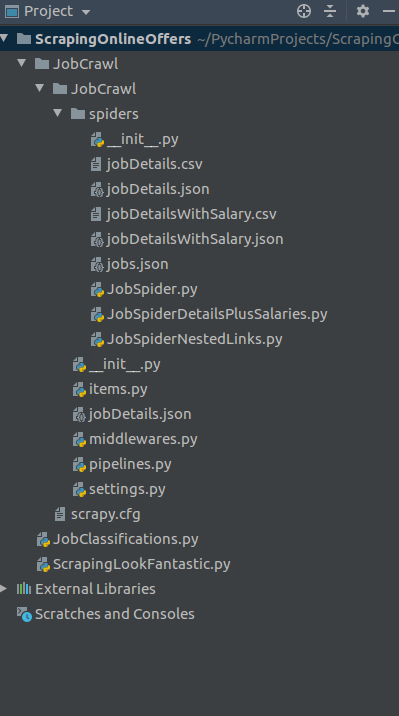 Project
ScrapingOnlineOffers ~/PycharmProjects/ScrapingO
JobCrawl
JobCrawl
spiders
__init__.py
jobDetails.csv
jobDetails.json
jobDetailsWithSalary.csv
jobDetailsWithSalary.json
jobs.json
JobSpider.py
JobSpiderDetailsPlusSalaries.py
JobSpiderNestedLinks.py
__init__.py
items.py
jobDetails.json
middlewares.py
pipelines.py
settings.py
scrapy.cfg
JobClassifications.py
ScrapingLookFantastic.py
External Libraries
Scratches and Consoles